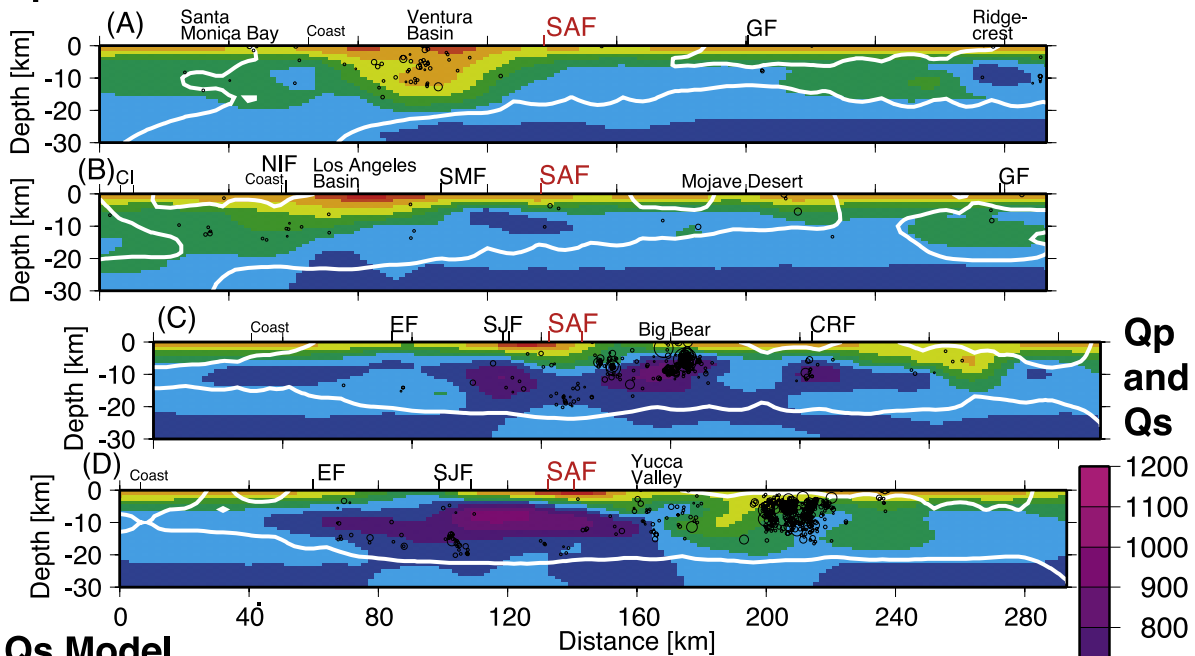 (A) Santa Monica Bay Coast Ventura Basin SAF GF Ridge-crest
Depth [km] 0 -10 -20 -30
(B) CI NIF Coast Los Angeles Basin SMF SAF Mojave Desert GF
Depth [km] 0 -10 -20 -30
(C) Coast EF SJF SAF Big Bear CRF
Depth [km] 0 -10 -20 -30
Qp
and
Qs
(D) Coast EF SJF SAF Yucca Valley
Depth [km] 0 -10 -20 -30
0 40 80 120 160 200 240 280
Distance [km]
1200
1100
1000
900
800
Qs Model